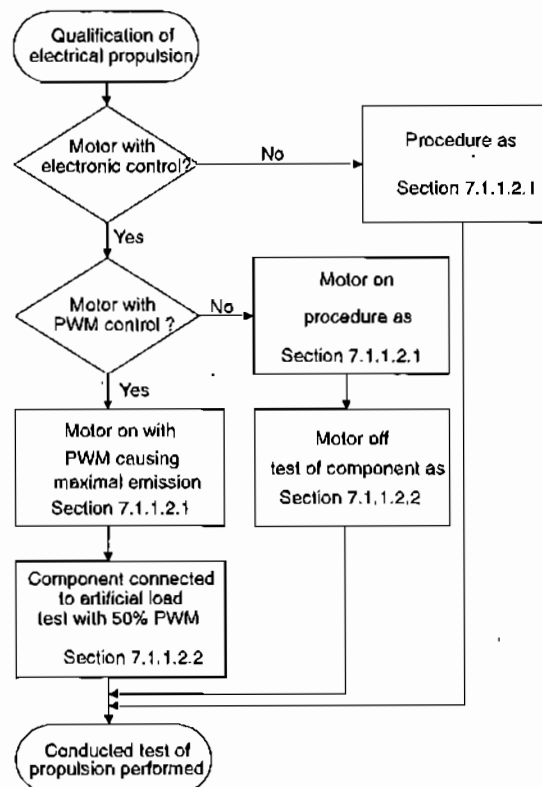 Qualification of
electrical propulsion
Motor with
electronic control?
No
Procedure as
Section 7.1.1.2.1
Yes
Motor with
PWM control ?
No
Motor on
procedure as
Section 7.1.1.2.1
Yes
Motor on with
PWM causing
maximal emission
Section 7.1.1.2.1
Motor off
test of component as
Section 7.1,1.2,2
Component connected
to artificial load
test with 50% PWM
Section 7.1.1.2.2
Conducted test of
propulsion performed